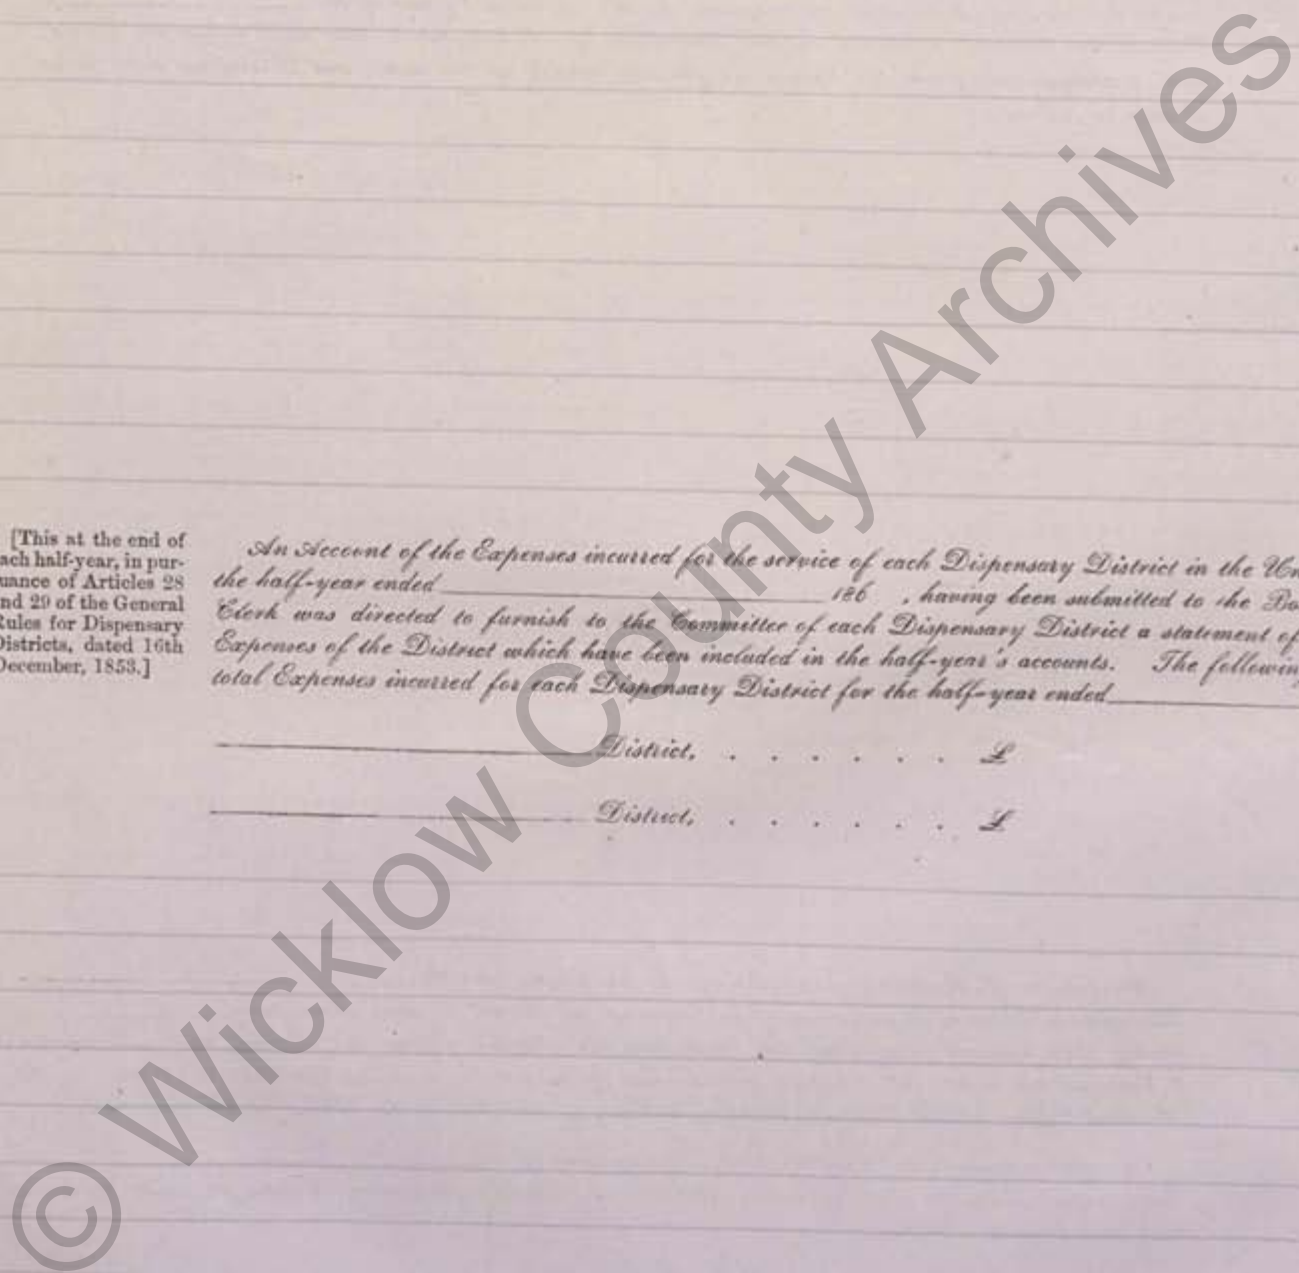 [This at the end of
ach half-year, in pur-
uance of Articles 28
nd 29 of the General
Rules for Dispensary
Districts, dated 16th
December, 1853.]
An Account of the Expenses incurred for the service of each Dispensary District in the Un
the half-year ended 186 , having been submitted to the Bo
Clerk was directed to furnish to the Committee of each Dispensary District a statement of
Expenses of the District which have been included in the half-year's accounts. The following
total Expenses incurred for each Dispensary District for the half-year ended
District, . . . . . . £
District, . . . . . . £
© Wicklow County Archives